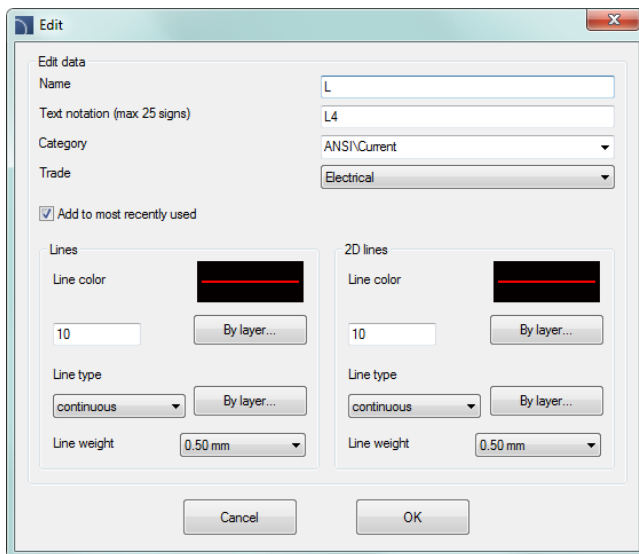 Edit
Edit data
Name
L
Text notation (max 25 signs)
L4
Category
ANSI\Current
Trade
Electrical
Add to most recently used
Lines
Line color
10
By layer...
Line type
continuous
By layer...
Line weight
0.50 mm
2D lines
Line color
10
By layer...
Line type
continuous
By layer...
Line weight
0.50 mm
Cancel
OK